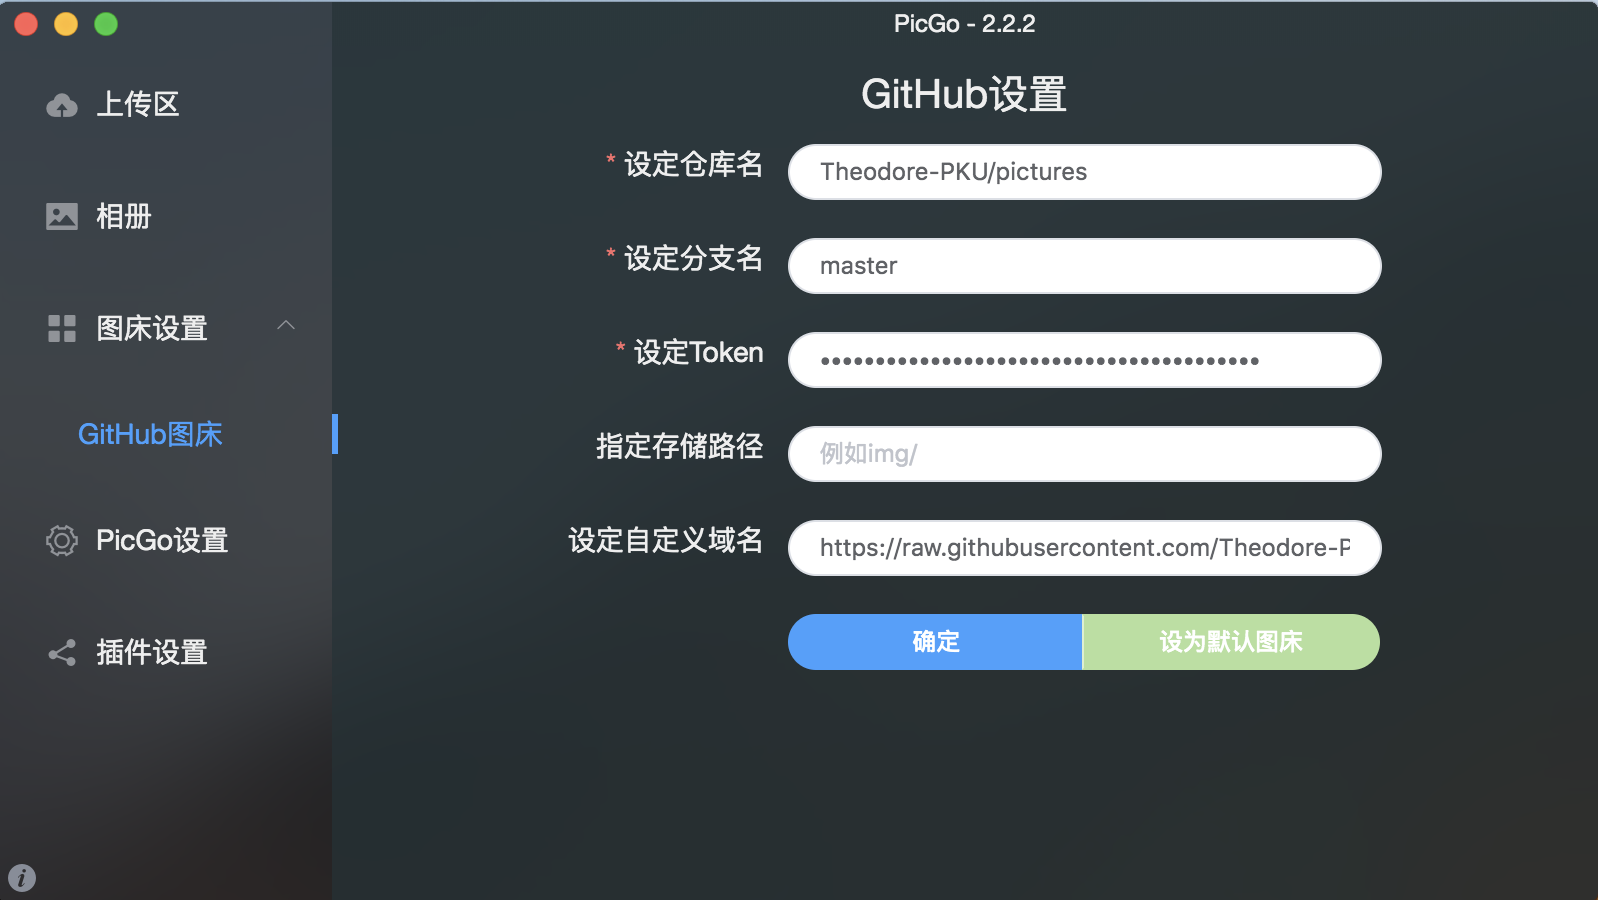 PicGo - 2.2.2
上传区
相册
图床设置
GitHub图床
PicGo设置
插件设置
GitHub设置
* 设定仓库名
Theodore-PKU/pictures
* 设定分支名
master
* 设定Token
••••••••••••••••••••••••••••••••••••••••
指定存储路径
例如img/
设定自定义域名
https://raw.githubusercontent.com/Theodore-P
确定
设为默认图床